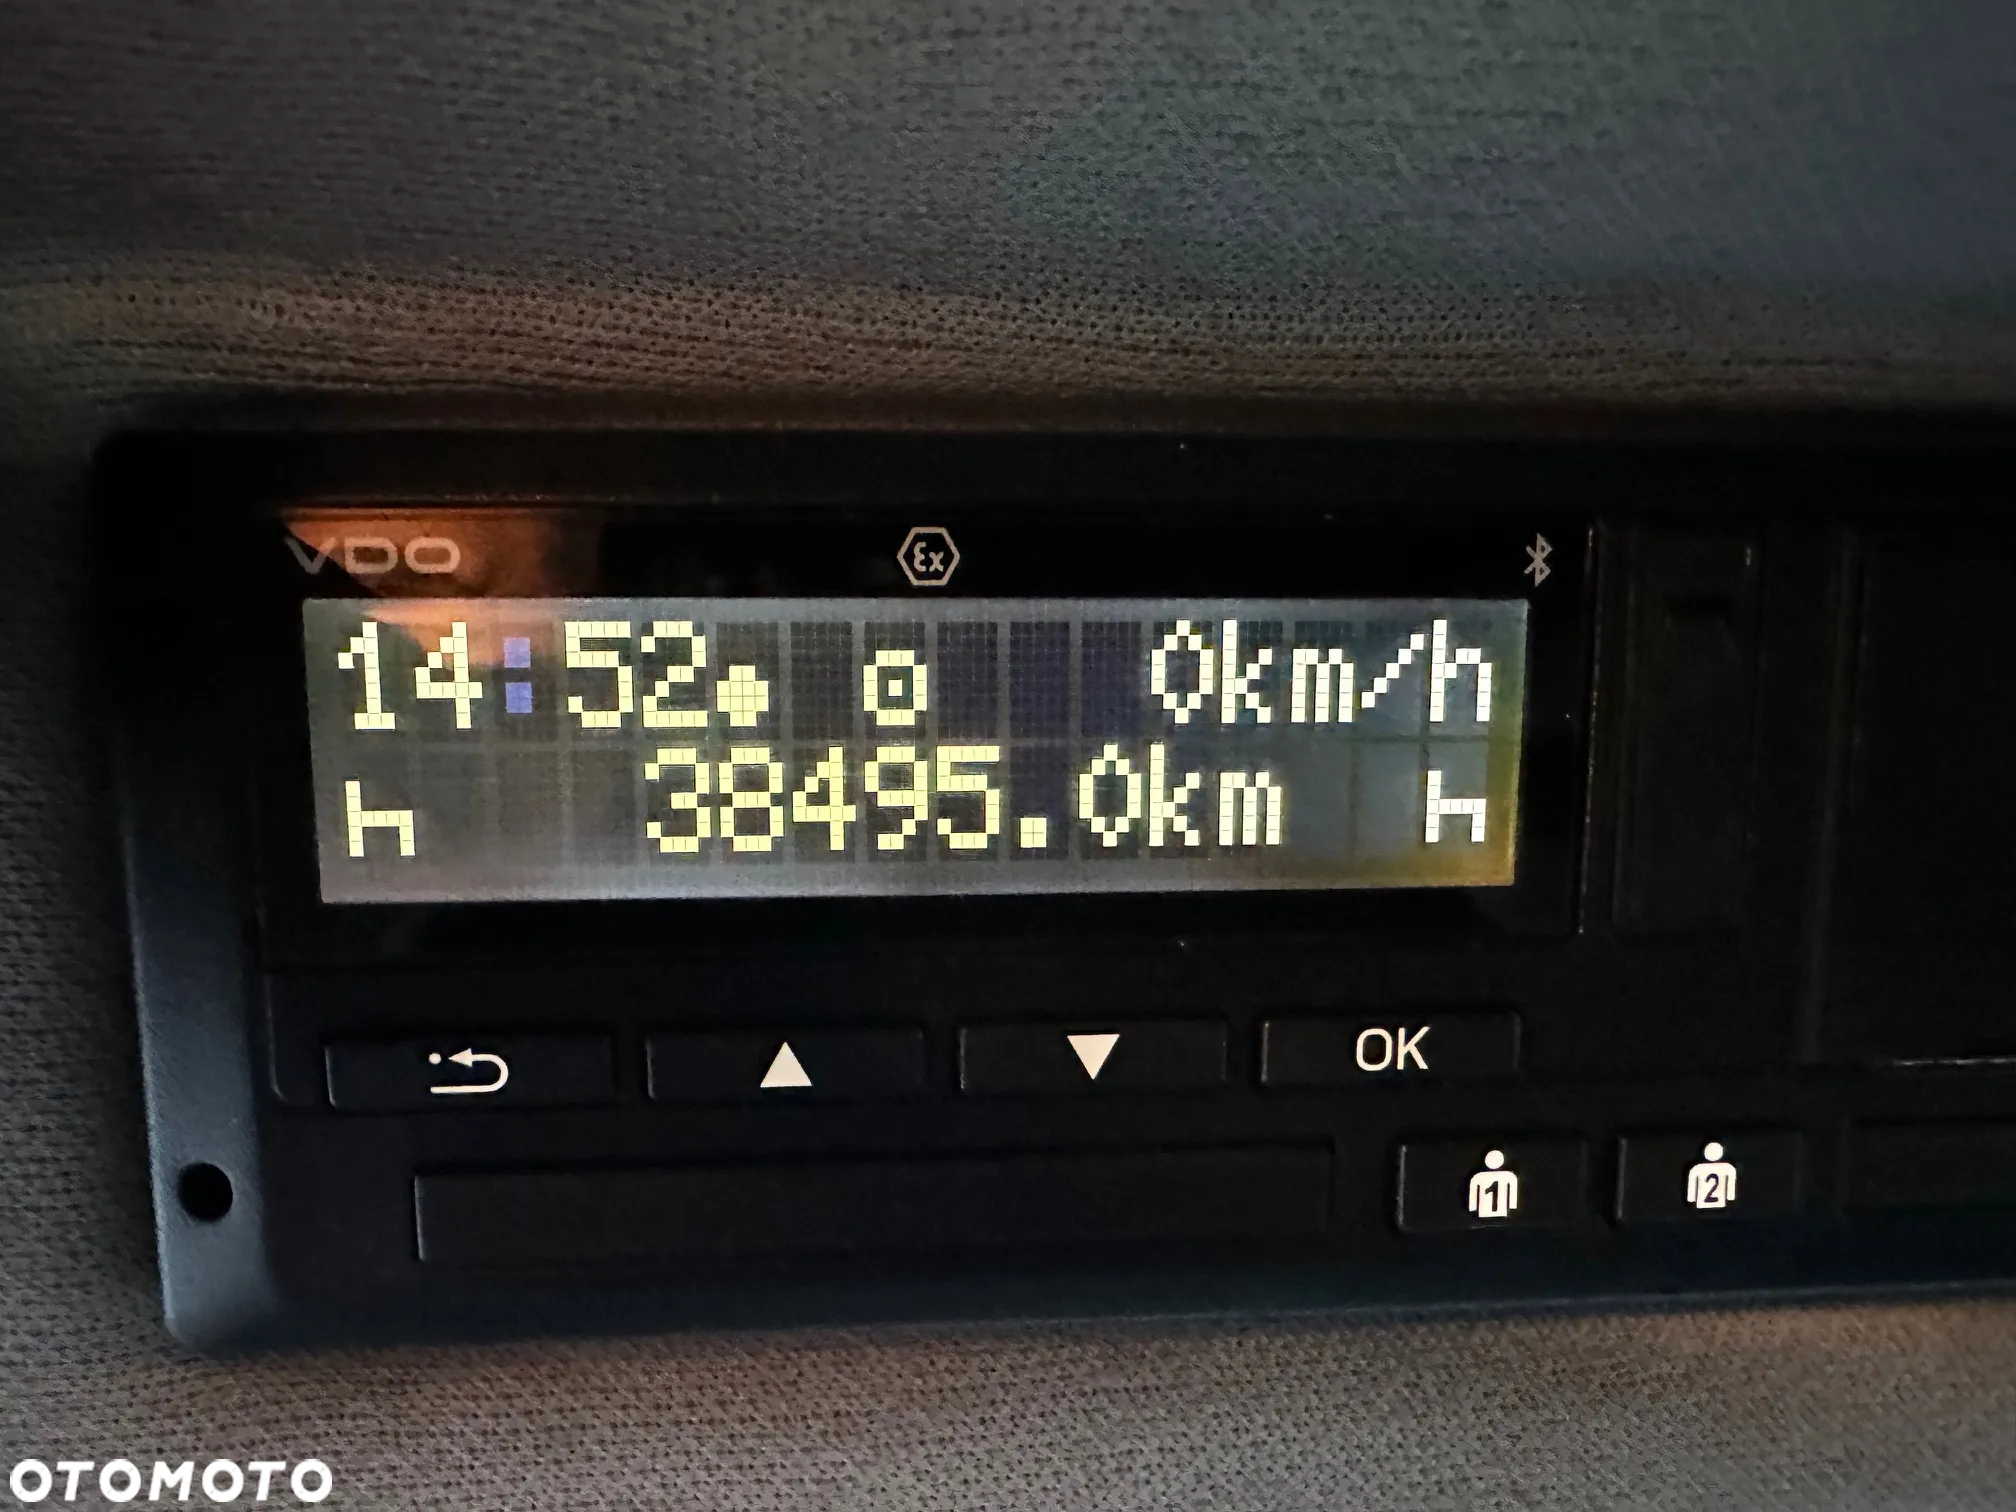 VDO
Ex
14:52 0km/h
38495.0km
OK
1
2
OTOMOTO